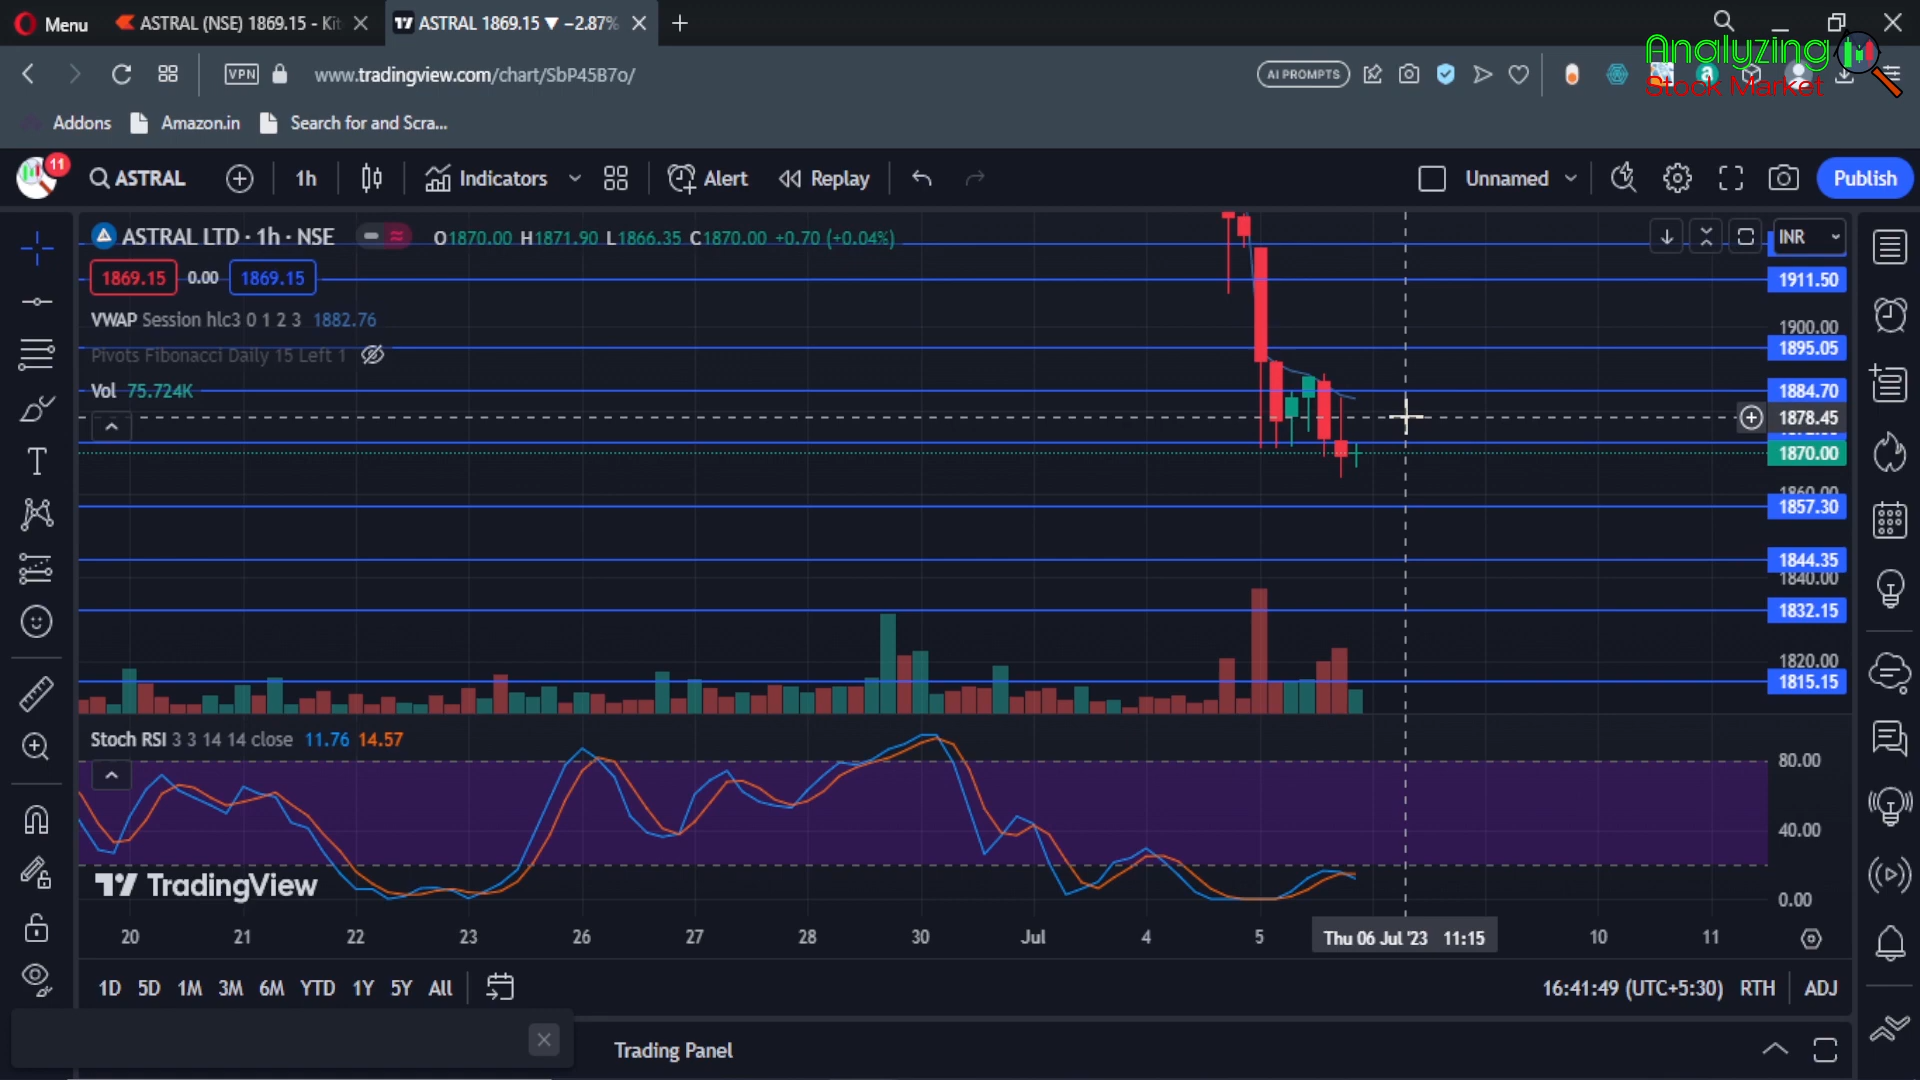 Menu
ASTRAL (NSE) 1869.15 - Kit
ASTRAL 1869.15 ▼ −2.87%
VPN
www.tradingview.com/chart/SbP45B7o/
AI PROMPTS
Analyzing
Stock Market
Addons
Amazon.in
Search for and Scra...
11
ASTRAL
1h
Indicators
Alert
Replay
Unnamed
Publish
ASTRAL LTD · 1h · NSE
O1870.00 H1871.90 L1866.35 C1870.00 +0.70 (+0.04%)
INR
1869.15
0.00
1869.15
1911.50
VWAP Session hlc3 0 1 2 3 1882.76
1900.00
Pivots Fibonacci Daily 15 Left 1
1895.05
Vol 75.724K
1884.70
1878.45
1870.00
1860.00
1857.30
1844.35
1840.00
1832.15
1820.00
1815.15
Stoch RSI 3 3 14 14 close 11.76 14.57
80.00
40.00
TradingView
0.00
20 21 22 23 26 27 28 30 Jul 4 5 Thu 06 Jul '23 11:15 10 11
1D 5D 1M 3M 6M YTD 1Y 5Y All
16:41:49 (UTC+5:30) RTH ADJ
Trading Panel